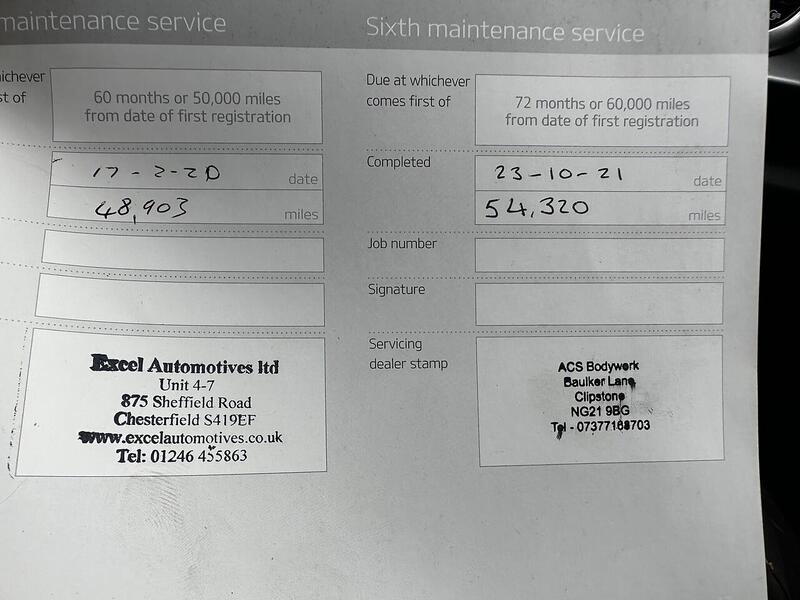 maintenance service
hichever
st of
60 months or 50,000 miles
from date of first registration
17-2-20 date
48,903 miles
Excel Automotives ltd
Unit 4-7
875 Sheffield Road
Chesterfield S419EF
www.excelautomotives.co.uk
Tel: 01246 455863
Sixth maintenance service
Due at whichever
comes first of
72 months or 60,000 miles
from date of first registration
Completed
23-10-21 date
54,320 miles
Job number
Signature
Servicing
dealer stamp
ACS Bodywork
Baulker Lane
Clipstone
NG21 9BG
Tel - 07377168703